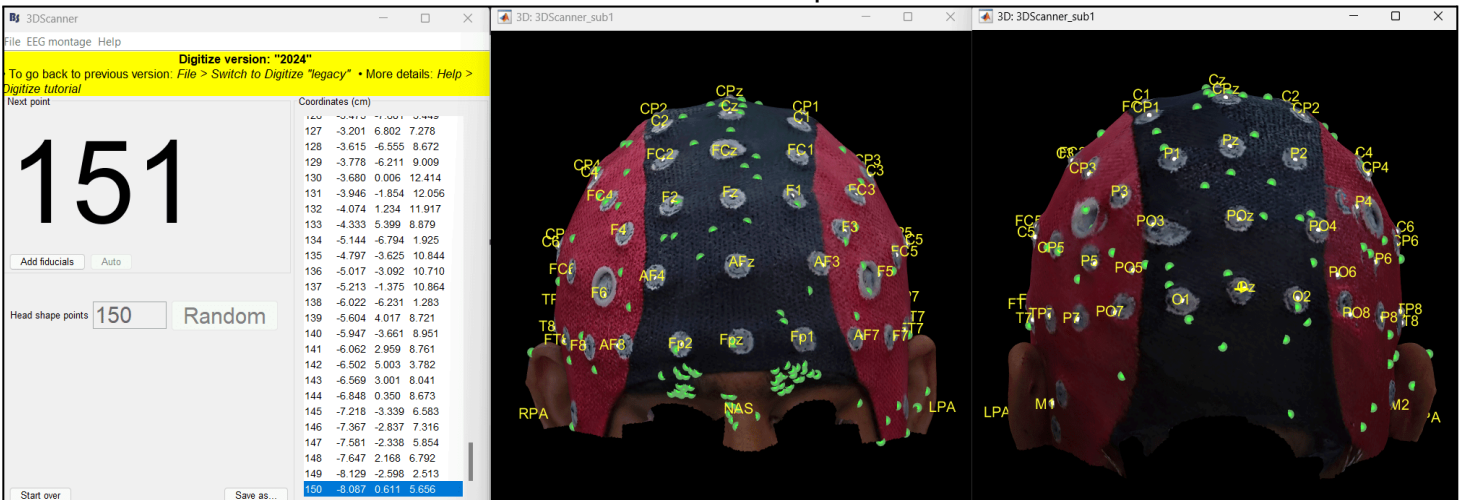 3DScanner
File EEG montage Help
Digitize version: "2024"
• To go back to previous version: File > Switch to Digitize "legacy" • More details: Help >
Digitize tutorial
Next point
151
Add fiducials Auto
Head shape points 150 Random
Start over Save as...
Coordinates (cm)
127 -3.201 6.802 7.278
128 -3.615 -6.555 8.672
129 -3.778 -6.211 9.009
130 -3.680 0.006 12.414
131 -3.946 -1.854 12.056
132 -4.074 1.234 11.917
133 -4.333 5.399 8.879
134 -5.144 -6.794 1.925
135 -4.797 -3.625 10.844
136 -5.017 -3.092 10.710
137 -5.213 -1.375 10.864
138 -6.022 -6.231 1.283
139 -5.604 4.017 8.721
140 -5.947 -3.661 8.951
141 -6.062 2.959 8.761
142 -6.502 5.003 3.782
143 -6.569 3.001 8.041
144 -6.848 0.350 8.673
145 -7.218 -3.339 6.583
146 -7.367 -2.837 7.316
147 -7.581 -2.338 5.854
148 -7.647 2.168 6.792
149 -8.129 -2.598 2.513
150 -8.087 0.611 5.656
3D: 3DScanner_sub1
CPz
CP2 Cz CP1
C2 C1
FC2 FCz FC1
CP4 CP3
C4 C3
FC4 F2 Fz F1 FC3
F4 F3
C6 C5
FC5
AF4 AFz AF3
F6 F5
T8 T7
F8 AF8 Fp2 Fpz Fp1 AF7 F7
RPA NAS LPA
3D: 3DScanner_sub1
Cz
C1 CPz C2
CP1 CP2
P1 Pz P2
C4
CP3 CP4
P3 P4
PO3 POz PO4
C5 C6
CP5 CP6
P5 PO5 PO6 P6
O1 Oz O2
T7 P7 PO7 PO8 P8 TP8
T8
LPA M1 M2